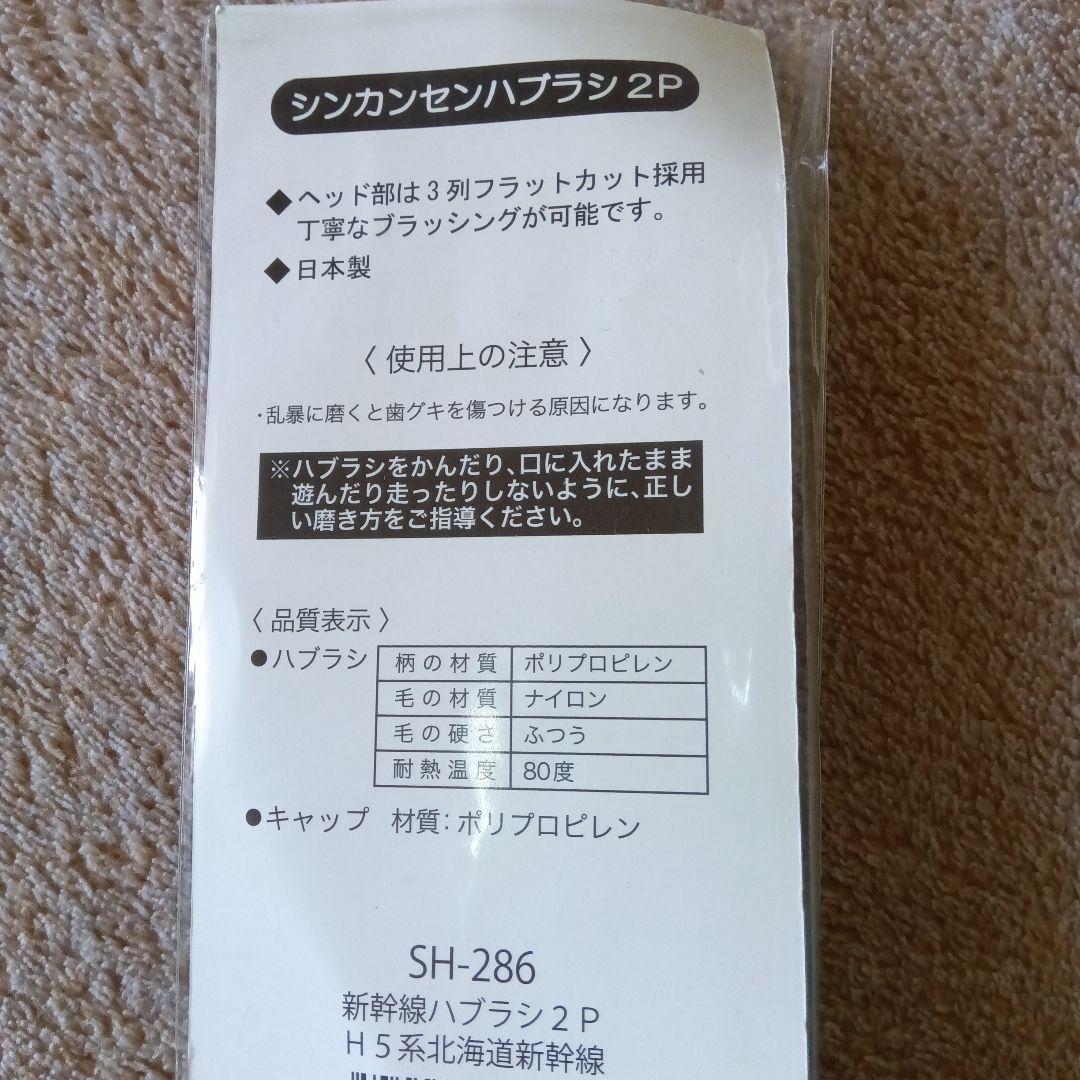 シンカンセンハブラシ2P
◆ヘッド部は3列フラットカット採用
丁寧なブラッシングが可能です。
◆日本製
〈使用上の注意〉
・乱暴に磨くと歯グキを傷つける原因になります。
※ハブラシをかんだり、口に入れたまま
遊んだり走ったりしないように、正し
い磨き方をご指導ください。
〈品質表示〉
●ハブラシ 柄の材質 ポリプロピレン
毛の材質 ナイロン
毛の硬さ ふつう
耐熱温度 80度
●キャップ 材質：ポリプロピレン
SH-286
新幹線ハブラシ2P
H5系北海道新幹線